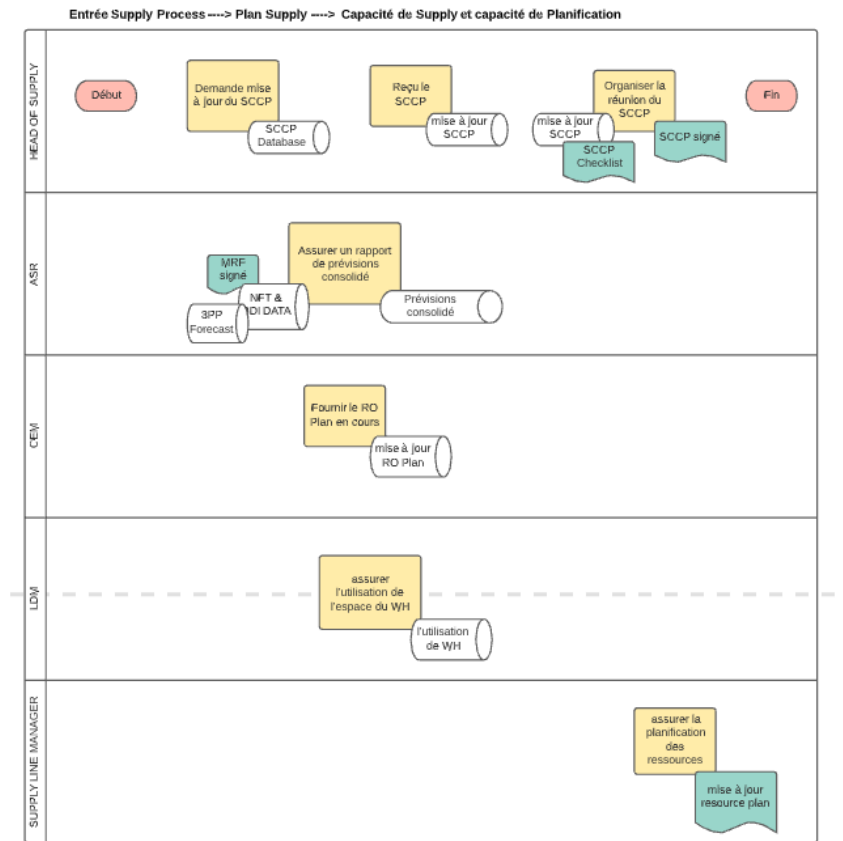 Entrée Supply Process ----> Plan Supply ----> Capacité de Supply et capacité de Planification
HEAD OF SUPPLY
Début
Demande mise
à jour du SCCP
SCCP
Database
Reçu le
SCCP
mise à jour
SCCP
Organiser la
réunion du
SCCP
mise à jour
SCCP
SCCP
Checklist
SCCP signé
Fin
ASR
MRF
signé
3PP
Forecast
NFT &
DI DATA
Assurer un rapport
de prévisions
consolidé
Prévisions
consolidé
Fournir le RO
Plan en cours
mise à jour
RO Plan
LDM
assurer
l'utilisation de
l'espace du WH
l'utilisation
de WH
SUPPLY LINE MANAGER
assurer la
planification
des
ressources
mise à jour
resource plan